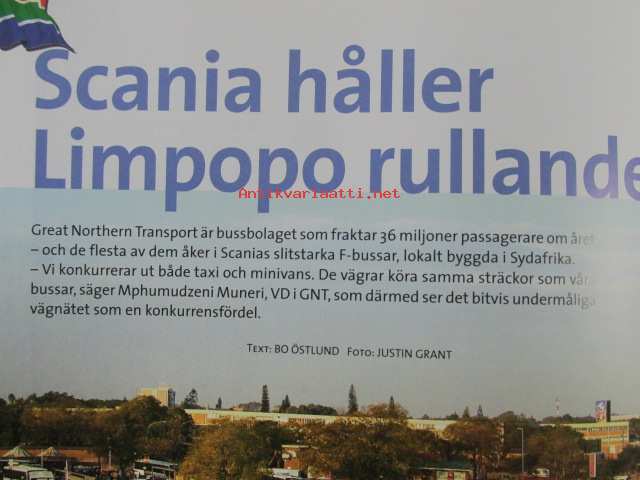 Scania håller
Limpopo rullande
Antikvariaatti.net
Great Northern Transport är bussbolaget som fraktar 36 miljoner passagerare om året
– och de flesta av dem åker i Scanias slitstarka F-bussar, lokalt byggda i Sydafrika.
– Vi konkurrerar ut både taxi och minivans. De vägrar köra samma sträckor som våra
bussar, säger Mphumudzeni Muneri, VD i GNT, som därmed ser det bitvis undermåliga
vägnätet som en konkurrensfördel.
TEXT: BO ÖSTLUND FOTO: JUSTIN GRANT